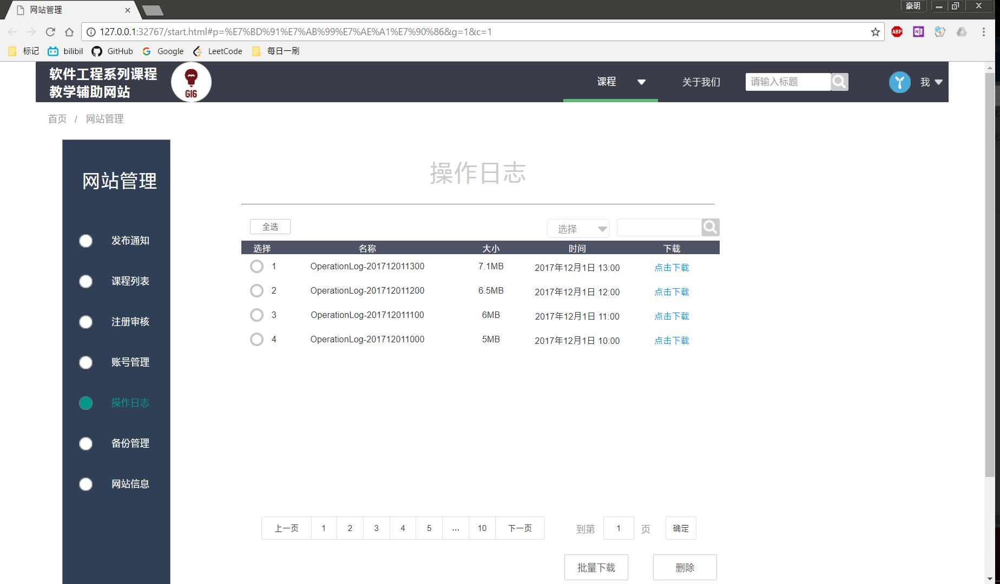 网站管理
豪明
127.0.0.1:32767/start.html#p=%E7%BD%91%E7%AB%99%E7%AE%A1%E7%90%86&g=1&c=1
ABP
N
标记 bilibil GitHub Google LeetCode 每日一刷
软件工程系列课程
教学辅助网站
G16
课程 关于我们 请输入标题 我
首页 / 网站管理
网站管理
发布通知
课程列表
注册审核
账号管理
操作日志
备份管理
网站信息
操作日志
全选 选择
选择 名称 大小 时间 下载
1 OperationLog-201712011300 7.1MB 2017年12月1日 13:00 点击下载
2 OperationLog-201712011200 6.5MB 2017年12月1日 12:00 点击下载
3 OperationLog-201712011100 6MB 2017年12月1日 11:00 点击下载
4 OperationLog-201712011000 5MB 2017年12月1日 10:00 点击下载
上一页 1 2 3 4 5 ... 10 下一页 到第 1 页 确定
批量下载 删除